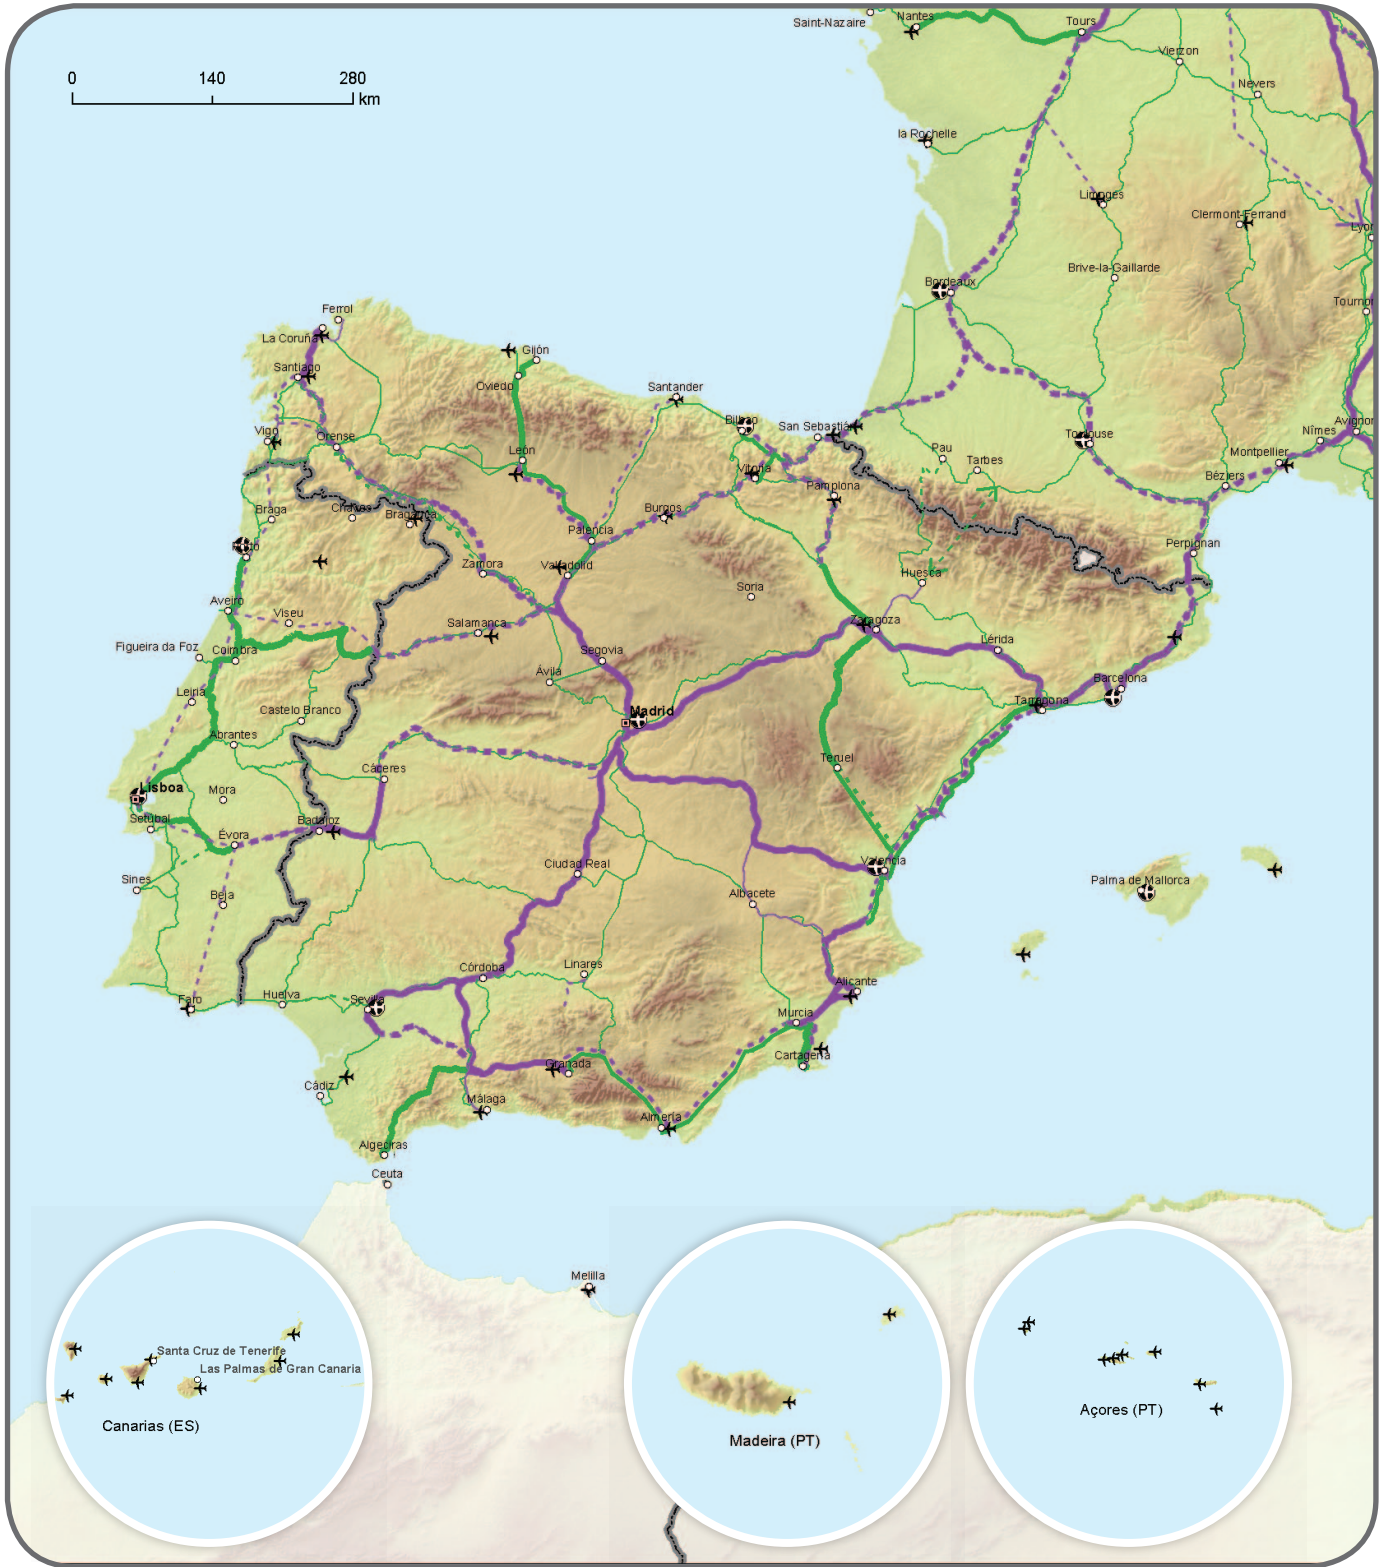 Saint-Nazaire
Nantes
Tours
Vierzon
0
140
280
km
Nevers
la Rochelle
Limoges
Clermont-Ferrand
Lyon
Brive-la-Gaillarde
Bordeaux
Tournon
Ferrol
La Coruña
Gijón
Santiago
Oviedo
Santander
Bilbao
San Sebastián
Vigo
Orense
León
Vitoria
Pamplona
Pau
Tarbes
Toulouse
Montpellier
Nîmes
Avignon
Béziers
Braga
Chaves
Bragança
Burgos
Palencia
Perpignan
Porto
Zamora
Valladolid
Soria
Huesca
Aveiro
Viseu
Salamanca
Zaragoza
Lérida
Figueira da Foz
Coimbra
Segovia
Ávila
Barcelona
Leiria
Castelo Branco
Madrid
Tarragona
Abrantes
Cáceres
Teruel
Lisboa
Mora
Setúbal
Évora
Badajoz
Ciudad Real
Valencia
Palma de Mallorca
Sines
Beja
Albacete
Córdoba
Linares
Alicante
Faro
Huelva
Sevilla
Murcia
Cartagena
Granada
Cádiz
Málaga
Almería
Algeciras
Ceuta
Melilla
Santa Cruz de Tenerife
Las Palmas de Gran Canaria
Canarias (ES)
Madeira (PT)
Açores (PT)